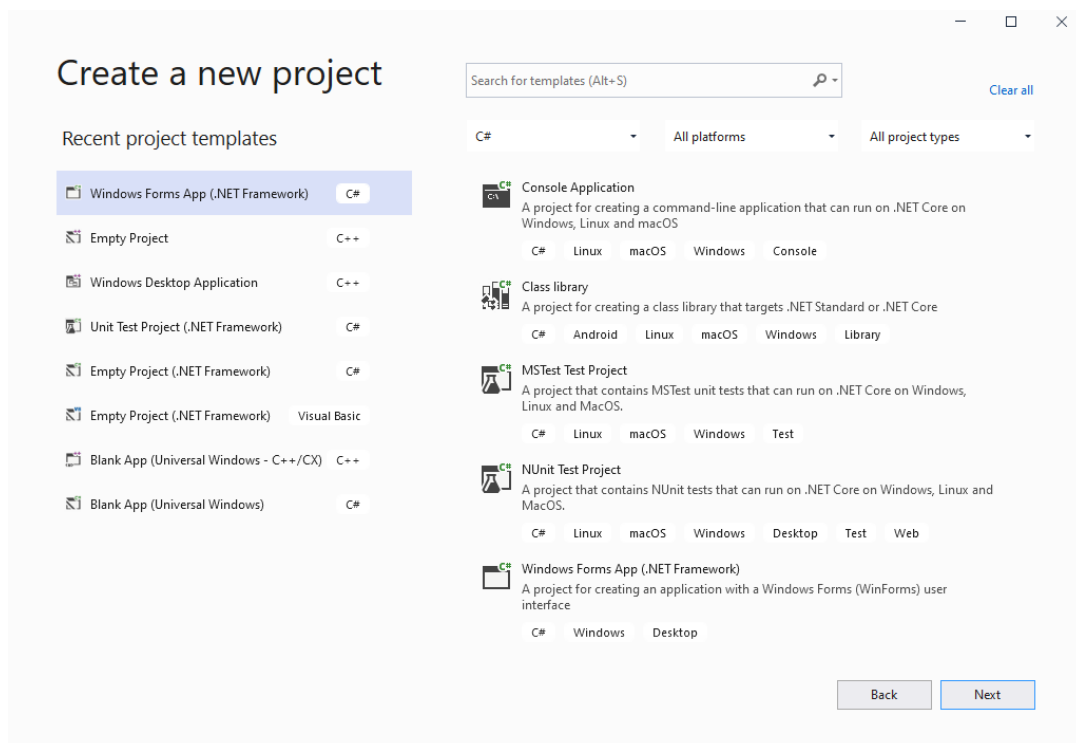 Create a new project
Search for templates (Alt+S)
Clear all
Recent project templates
C# All platforms All project types
Windows Forms App (.NET Framework) C#
Empty Project C++
Windows Desktop Application C++
Unit Test Project (.NET Framework) C#
Empty Project (.NET Framework) C#
Empty Project (.NET Framework) Visual Basic
Blank App (Universal Windows - C++/CX) C++
Blank App (Universal Windows) C#
C#
C:\
Console Application
A project for creating a command-line application that can run on .NET Core on
Windows, Linux and macOS
C# Linux macOS Windows Console
C#
Class library
A project for creating a class library that targets .NET Standard or .NET Core
C# Android Linux macOS Windows Library
C#
MSTest Test Project
A project that contains MSTest unit tests that can run on .NET Core on Windows,
Linux and MacOS.
C# Linux macOS Windows Test
C#
NUnit Test Project
A project that contains NUnit tests that can run on .NET Core on Windows, Linux and
MacOS.
C# Linux macOS Windows Desktop Test Web
C#
Windows Forms App (.NET Framework)
A project for creating an application with a Windows Forms (WinForms) user
interface
C# Windows Desktop
Back Next